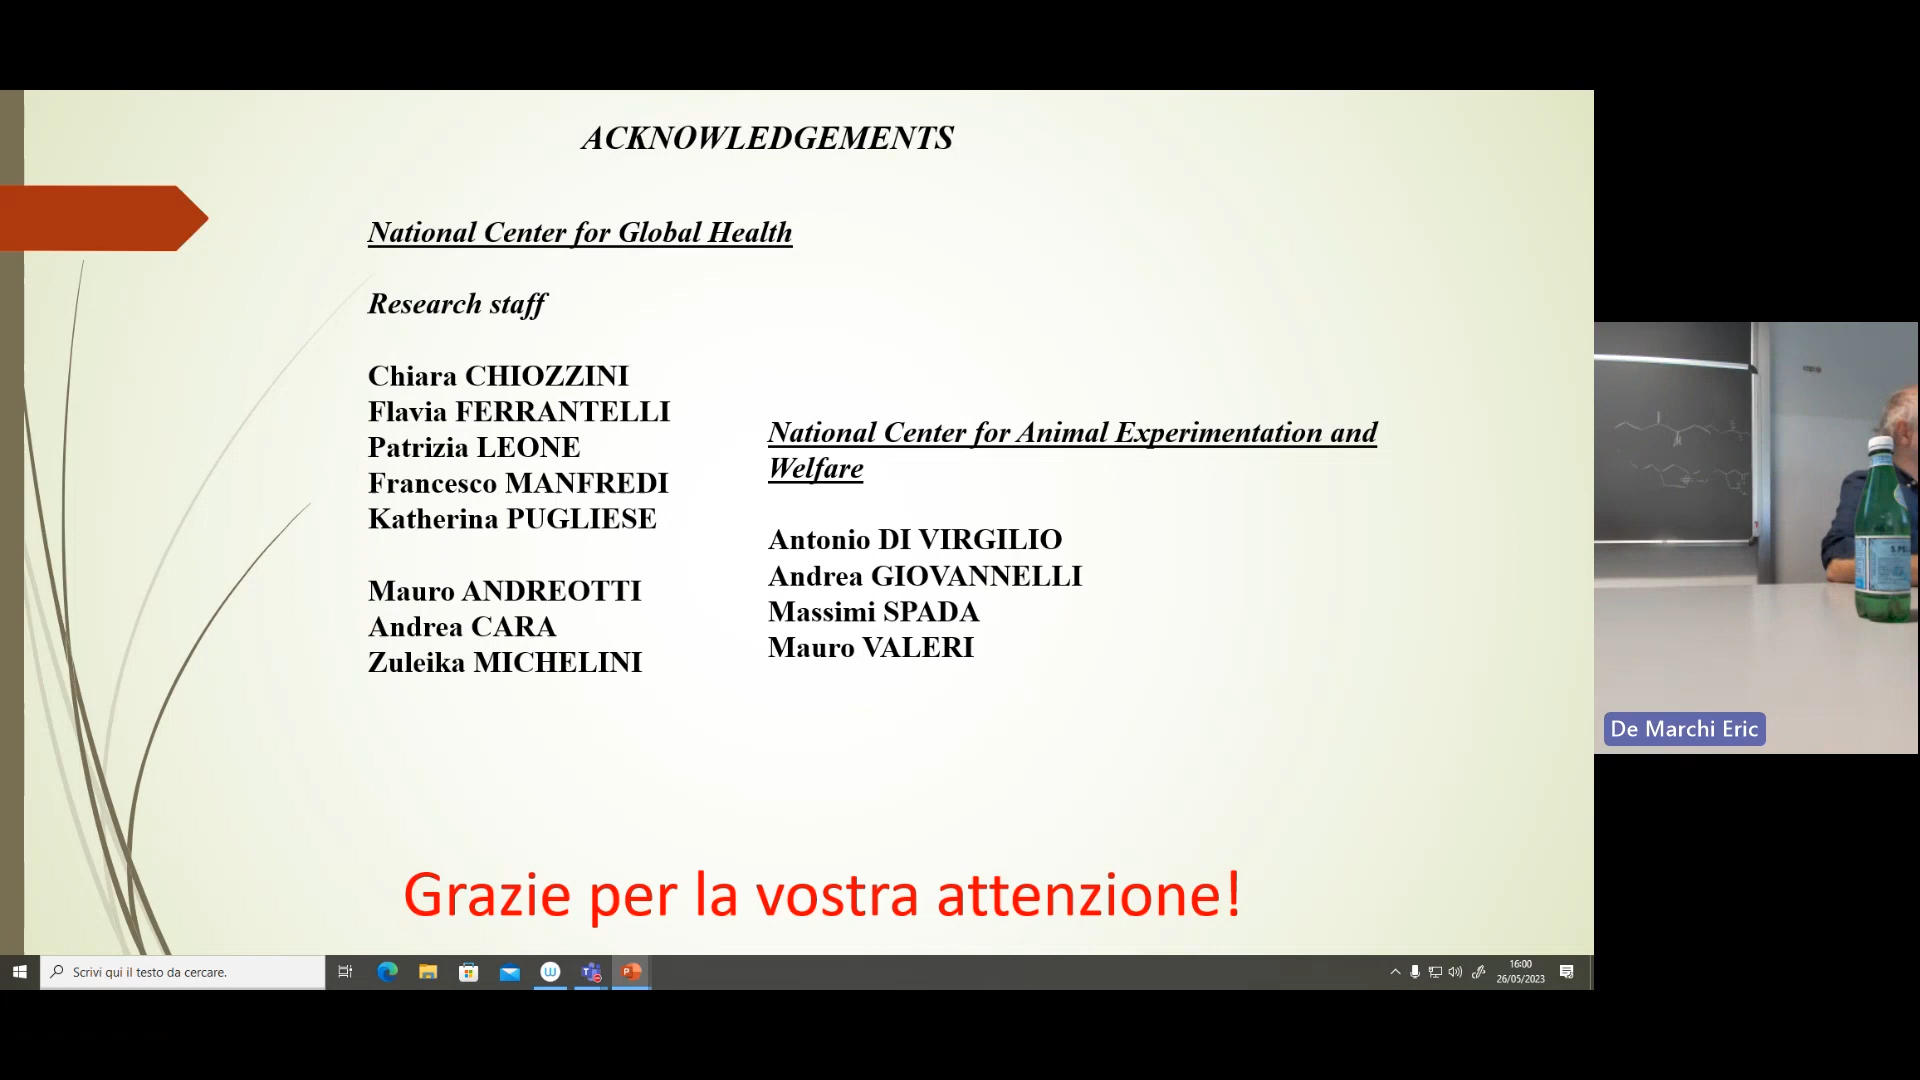 ACKNOWLEDGEMENTS
National Center for Global Health
Research staff
Chiara CHIOZZINI
Flavia FERRANTELLI
Patrizia LEONE
Francesco MANFREDI
Katherina PUGLIESE
Mauro ANDREOTTI
Andrea CARA
Zuleika MICHELINI
National Center for Animal Experimentation and
Welfare
Antonio DI VIRGILIO
Andrea GIOVANNELLI
Massimi SPADA
Mauro VALERI
Grazie per la vostra attenzione!
De Marchi Eric
Scrivi qui il testo da cercare.
16:00
26/05/2023